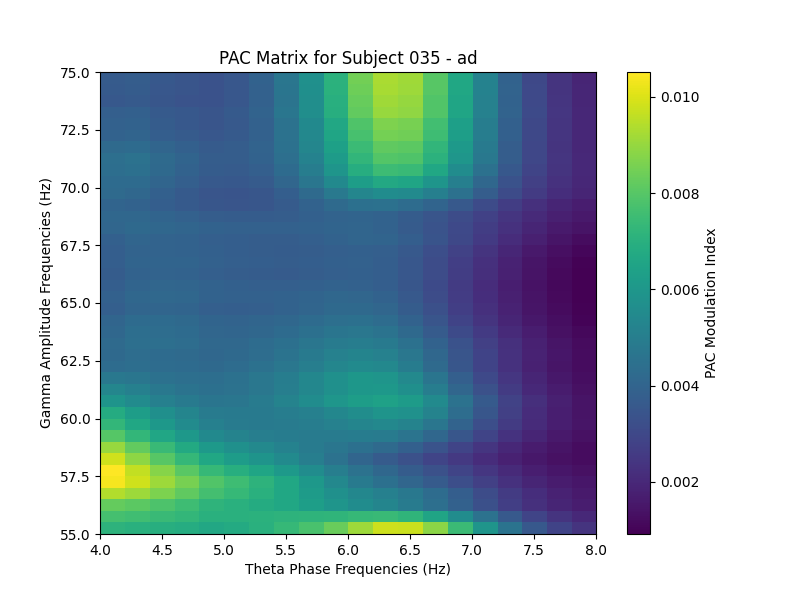 PAC Matrix for Subject 035 - ad
75.0
72.5
70.0
67.5
65.0
62.5
60.0
57.5
55.0
Gamma Amplitude Frequencies (Hz)
4.0 4.5 5.0 5.5 6.0 6.5 7.0 7.5 8.0
Theta Phase Frequencies (Hz)
0.010
0.008
0.006
0.004
0.002
PAC Modulation Index